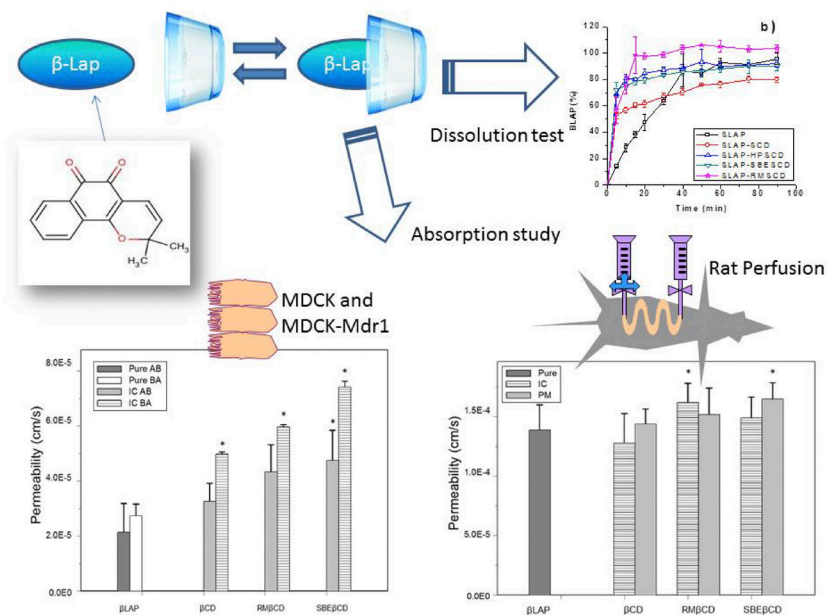 β-Lap
β-Lap
Dissolution test
b )
120
100
80
60
40
20
0
BLAP (%)
0 20 40 60 80 100
Time (min)
BLAP
BLAP-BCD
BLAP-HPBCD
BLAP-SBEBCD
BLAP-RMBCD
O
O
O
CH₃
H₃C
Absorption study
MDCK and
MDCK-Mdr1
Rat Perfusion
Permeability (cm/s)
8.0E-5
6.0E-5
4.0E-5
2.0E-5
0.0E0
Pure AB
Pure BA
IC AB
IC BA
*
*
*
*
βLAP βCD RMβCD SBEβCD
Permeability (cm/s)
1.5E-4
1.0E-4
5.0E-5
0.0E0
Pure
IC
PM
*
*
βLAP βCD RMβCD SBEβCD